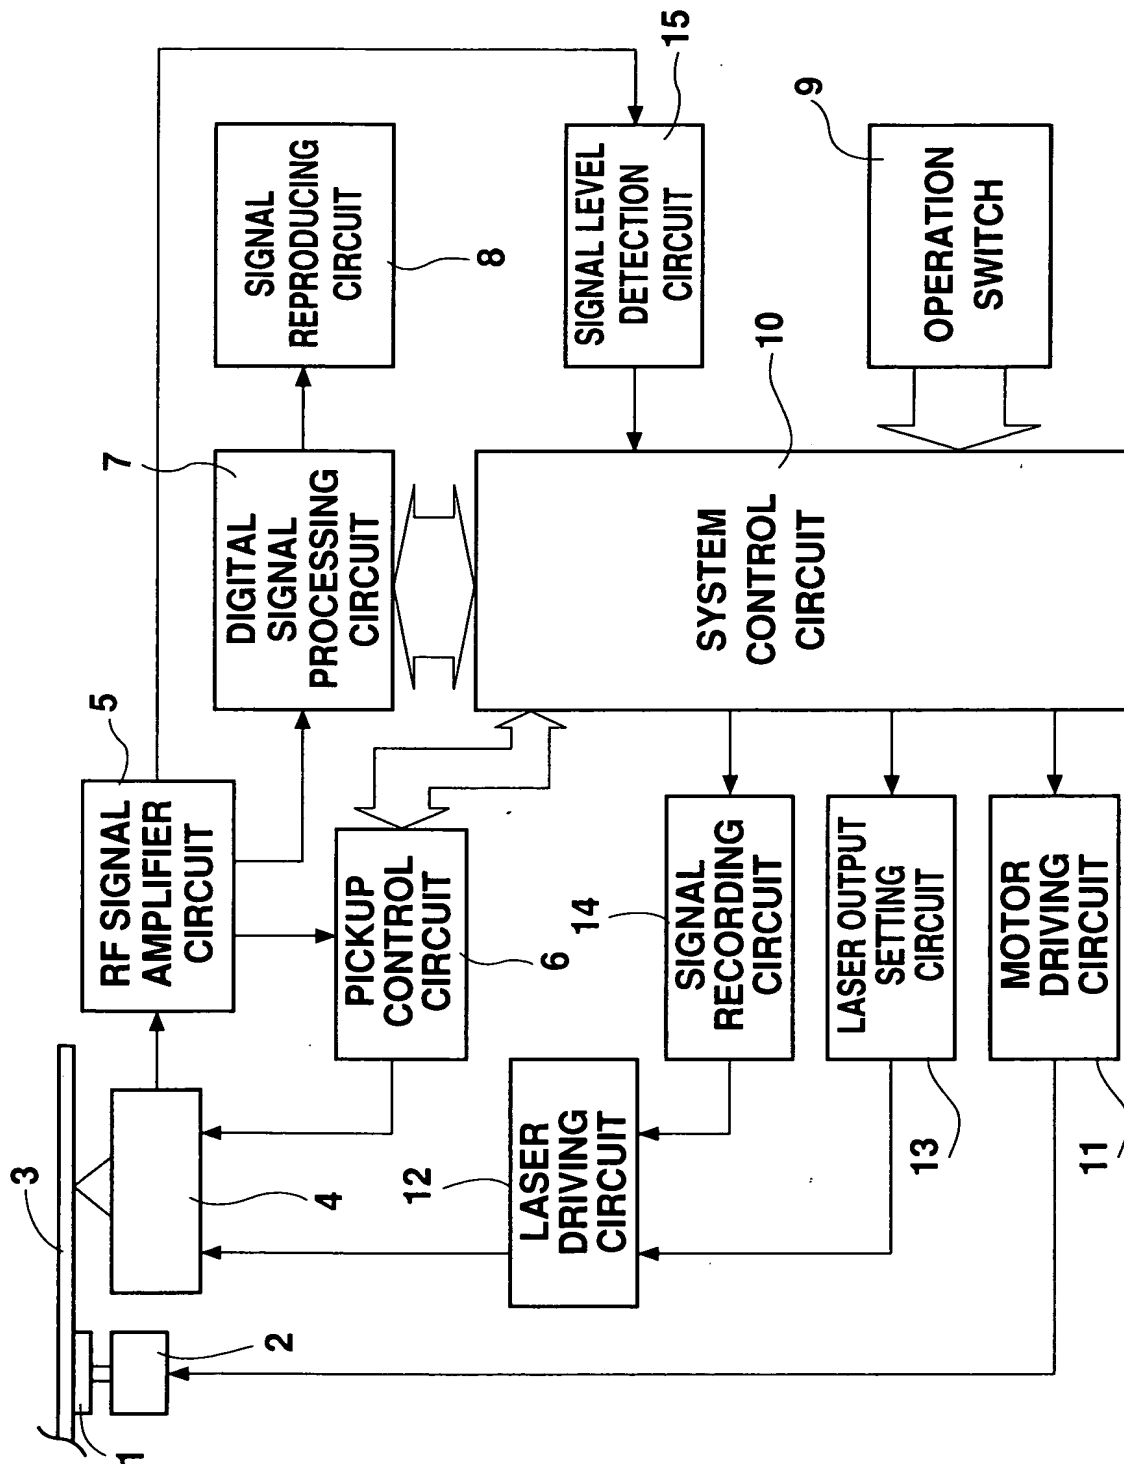 3
1
2
4
5
RF SIGNAL
AMPLIFIER
CIRCUIT
7
DIGITAL
SIGNAL
PROCESSING
CIRCUIT
SIGNAL
REPRODUCING
CIRCUIT
8
PICKUP
CONTROL
CIRCUIT
6
15
SIGNAL LEVEL
DETECTION
CIRCUIT
12
LASER
DRIVING
CIRCUIT
14
SIGNAL
RECORDING
CIRCUIT
10
SYSTEM
CONTROL
CIRCUIT
9
OPERATION
SWITCH
LASER OUTPUT
SETTING
CIRCUIT
13
MOTOR
DRIVING
CIRCUIT
11